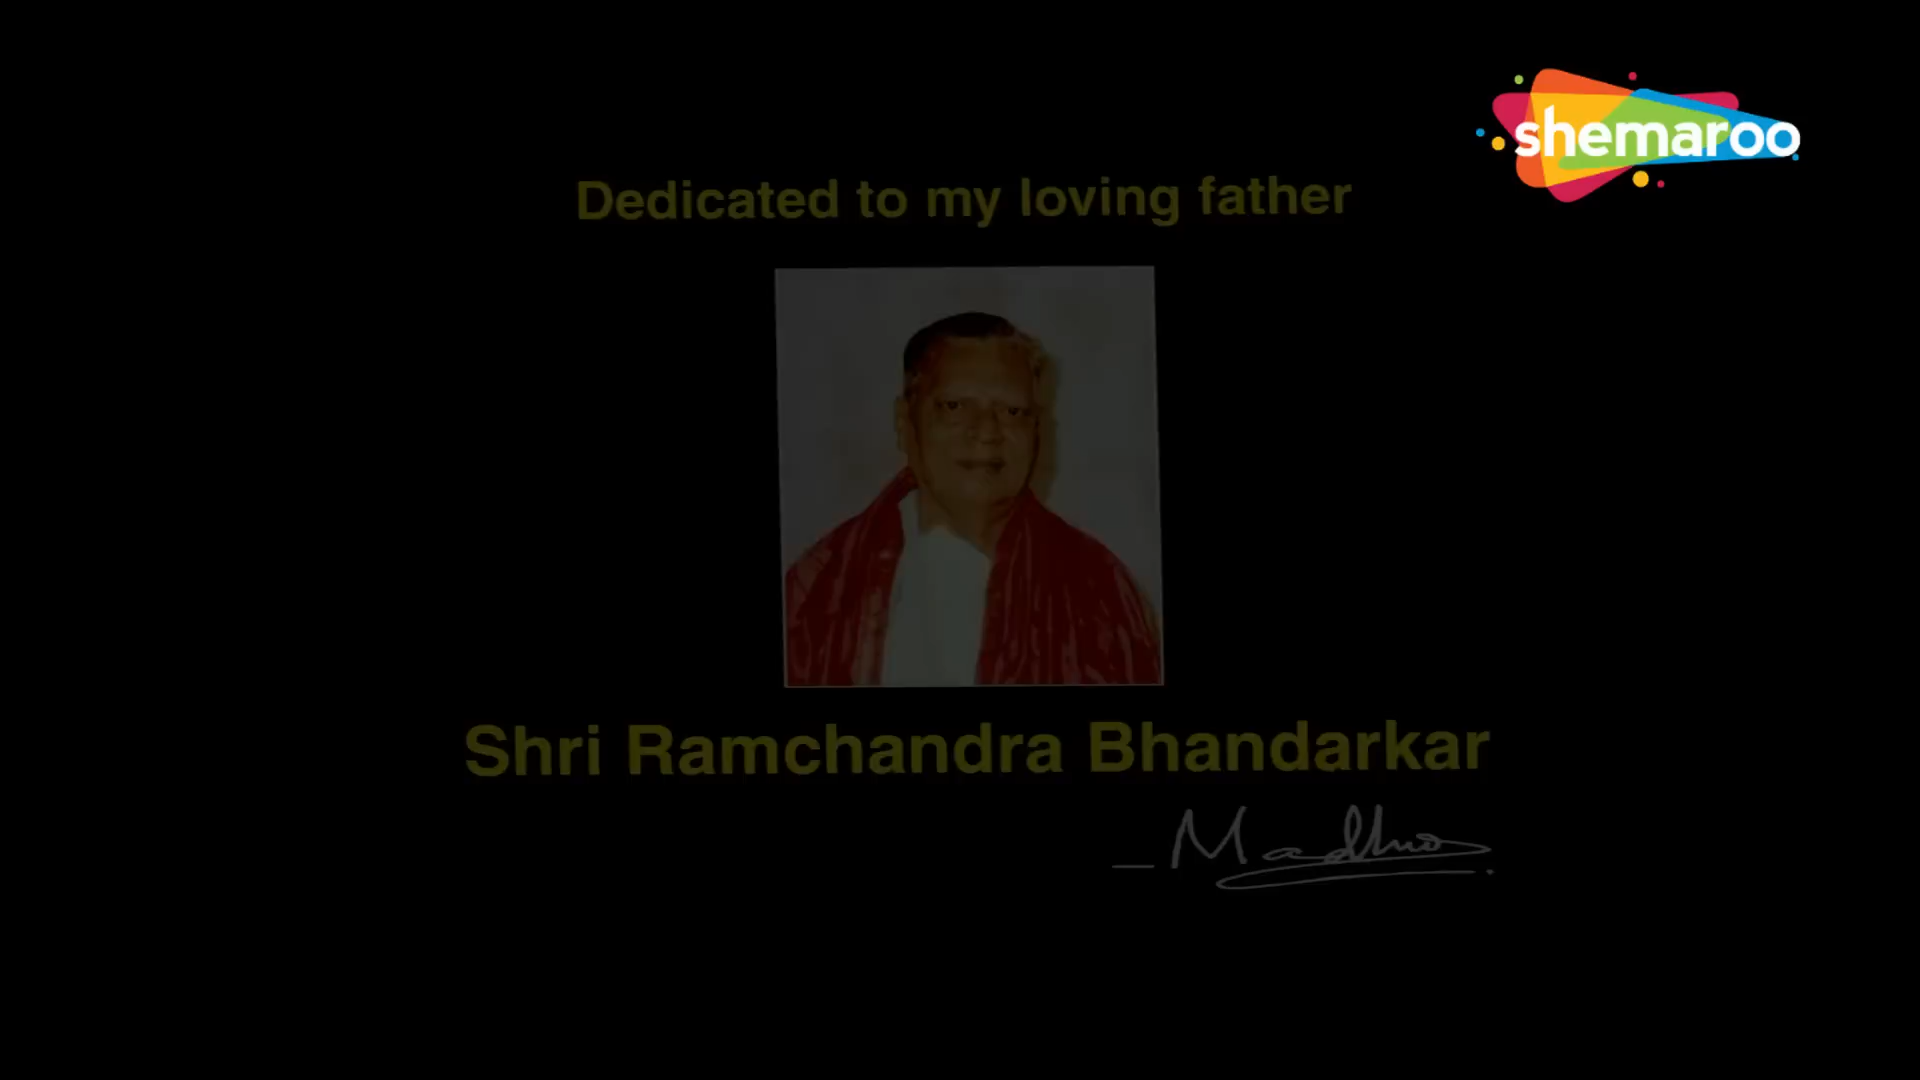 shemaroo
Dedicated to my loving father
Shri Ramchandra Bhandarkar
_ Madhur